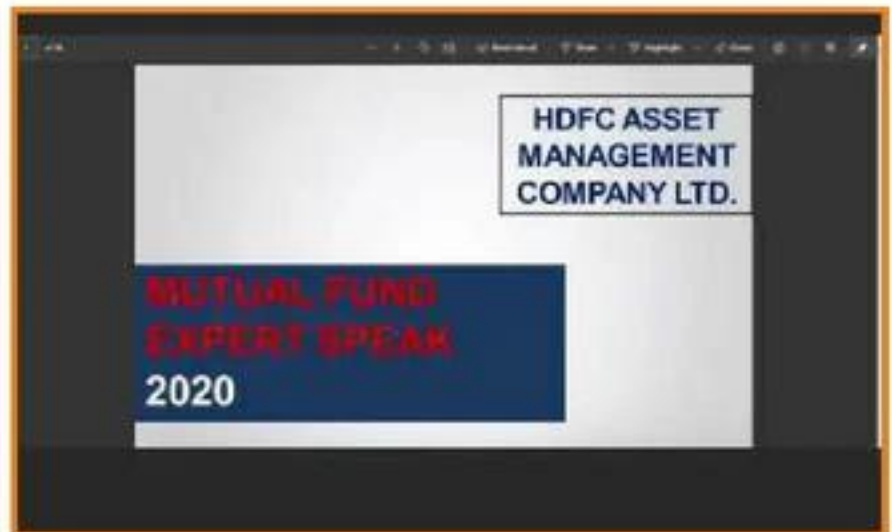 HDFC ASSET
MANAGEMENT
COMPANY LTD.
MUTUAL FUND
EXPERT SPEAK
2020